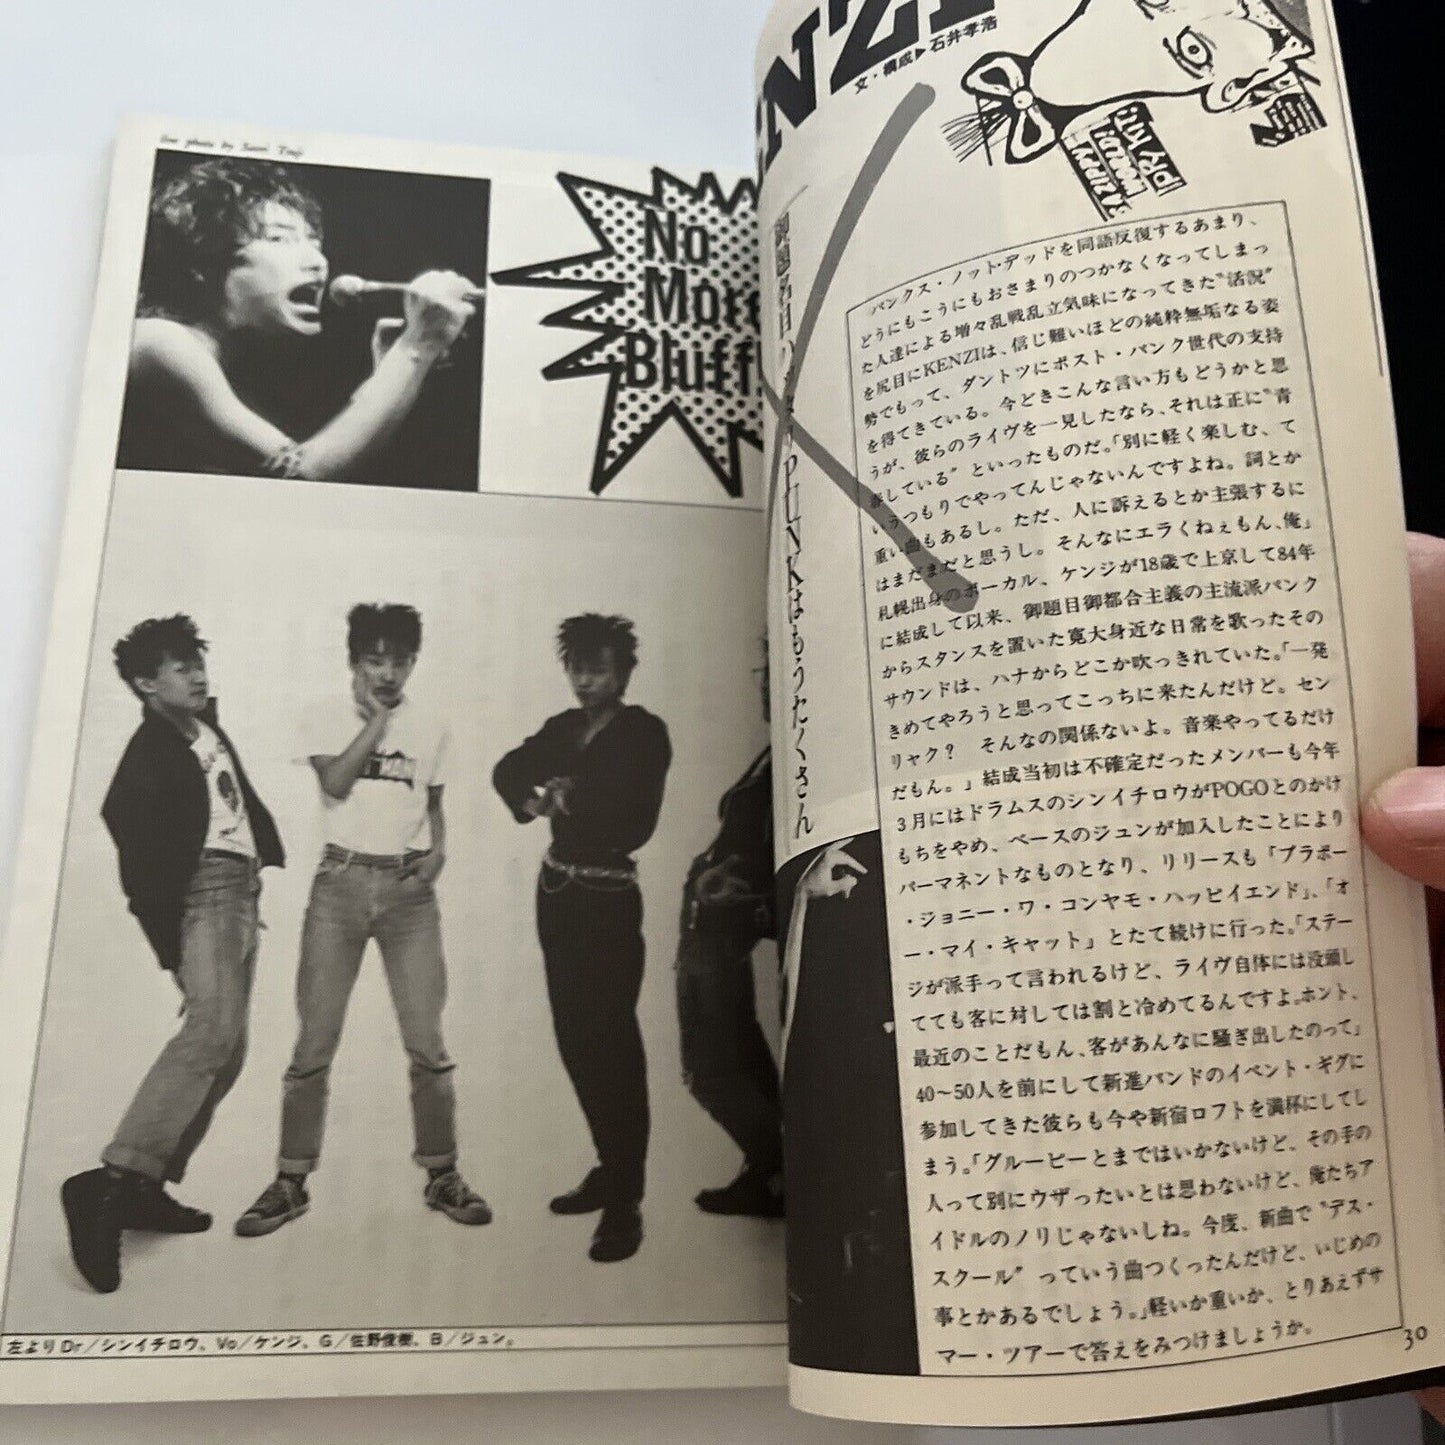 live photo by Saori Tsuji
No
More
Bluff!
左よりDr/シンイチロウ、Vo/ケンジ、G/佐野俊樹、B/ジュン。
ENZI
文・構成▶石井孝浩
PUNKはもうたくさん
パンクス・ノット・デッドを同語反復するあまり、
どうにもこうにもおさまりのつかなくなってしまっ
た人達による増々乱戦乱立気味になってきた“活況”
を尻目にKENZIは、信じ難いほどの純粋無垢なる姿
勢でもって、ダントツにポスト・パンク世代の支持
を得てきている。今どきこんな言い方もどうかと思
うが、彼らのライヴを一見したなら、それは正に“青
春している”といったものだ。「別に軽く楽しむ、て
いうつもりでやってんじゃないんですよね。詞とか
重い曲もあるし。ただ、人に訴えるとか主張するに
はまだまだと思うし。そんなにエラくねぇもん、俺」
札幌出身のボーカル、ケンジが18歳で上京して84年
に結成して以来、御題目御都合主義の主流派パンク
からスタンスを置いた寛大身近な日常を歌ったその
サウンドは、ハナからどこか吹っきれていた。「一発
きめてやろうと思ってこっちに来たんだけど。セン
リャク？　そんなの関係ないよ。音楽やってるだけ
だもん。」結成当初は不確定だったメンバーも今年
3月にはドラムスのシンイチロウがPOGOとのかけ
もちをやめ、ベースのジュンが加入したことにより
パーマネントなものとなり、リリースも「ブラボー
・ジョニー・ワ・コンヤモ・ハッピイエンド」、「オ
ー・マイ・キャット」とたて続けに行った。「ステー
ジが派手って言われるけど、ライヴ自体には没頭し
てても客に対しては割と冷めてるんですよ。ホント、
最近のことだもん、客があんなに騒ぎ出したのって」
40〜50人を前にして新進バンドのイベント・ギグに
参加してきた彼らも今や新宿ロフトを満杯にしてし
まう。「グルーピーとまではいかないけど、その手の
人って別にウザったいとは思わないけど、俺たちア
イドルのノリじゃないしね。今度、新曲で“デス・
スクール”っていう曲つくったんだけど、いじめの
事とかあるでしょう。」軽いか重いか、とりあえずサ
マー・ツアーで答えをみつけましょうか。
30